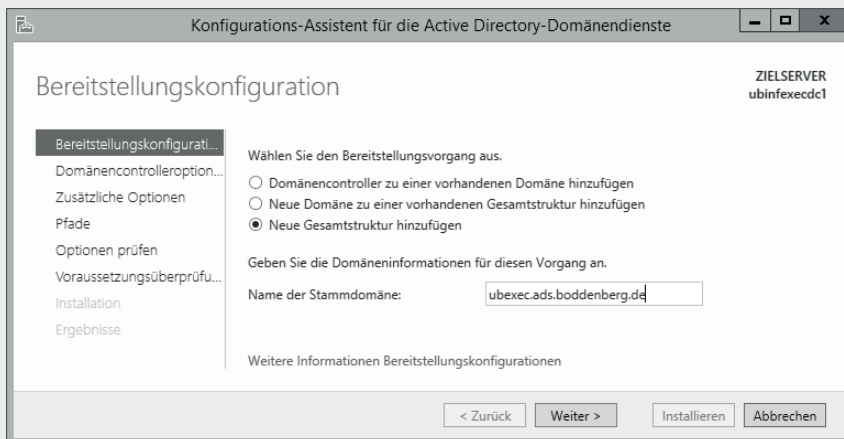 Konfigurations-Assistent für die Active Directory-Domänendienste
Bereitstellungskonfiguration
ZIELSERVER
ubinfexecdc1
Bereitstellungskonfigurati...
Domänencontrolleroption...
Zusätzliche Optionen
Pfade
Optionen prüfen
Voraussetzungsüberprüfu...
Installation
Ergebnisse
Wählen Sie den Bereitstellungsvorgang aus.
Domänencontroller zu einer vorhandenen Domäne hinzufügen
Neue Domäne zu einer vorhandenen Gesamtstruktur hinzufügen
Neue Gesamtstruktur hinzufügen
Geben Sie die Domäneninformationen für diesen Vorgang an.
Name der Stammdomäne: ubexec.ads.boddenberg.de
Weitere Informationen Bereitstellungskonfigurationen
< Zurück Weiter > Installieren Abbrechen